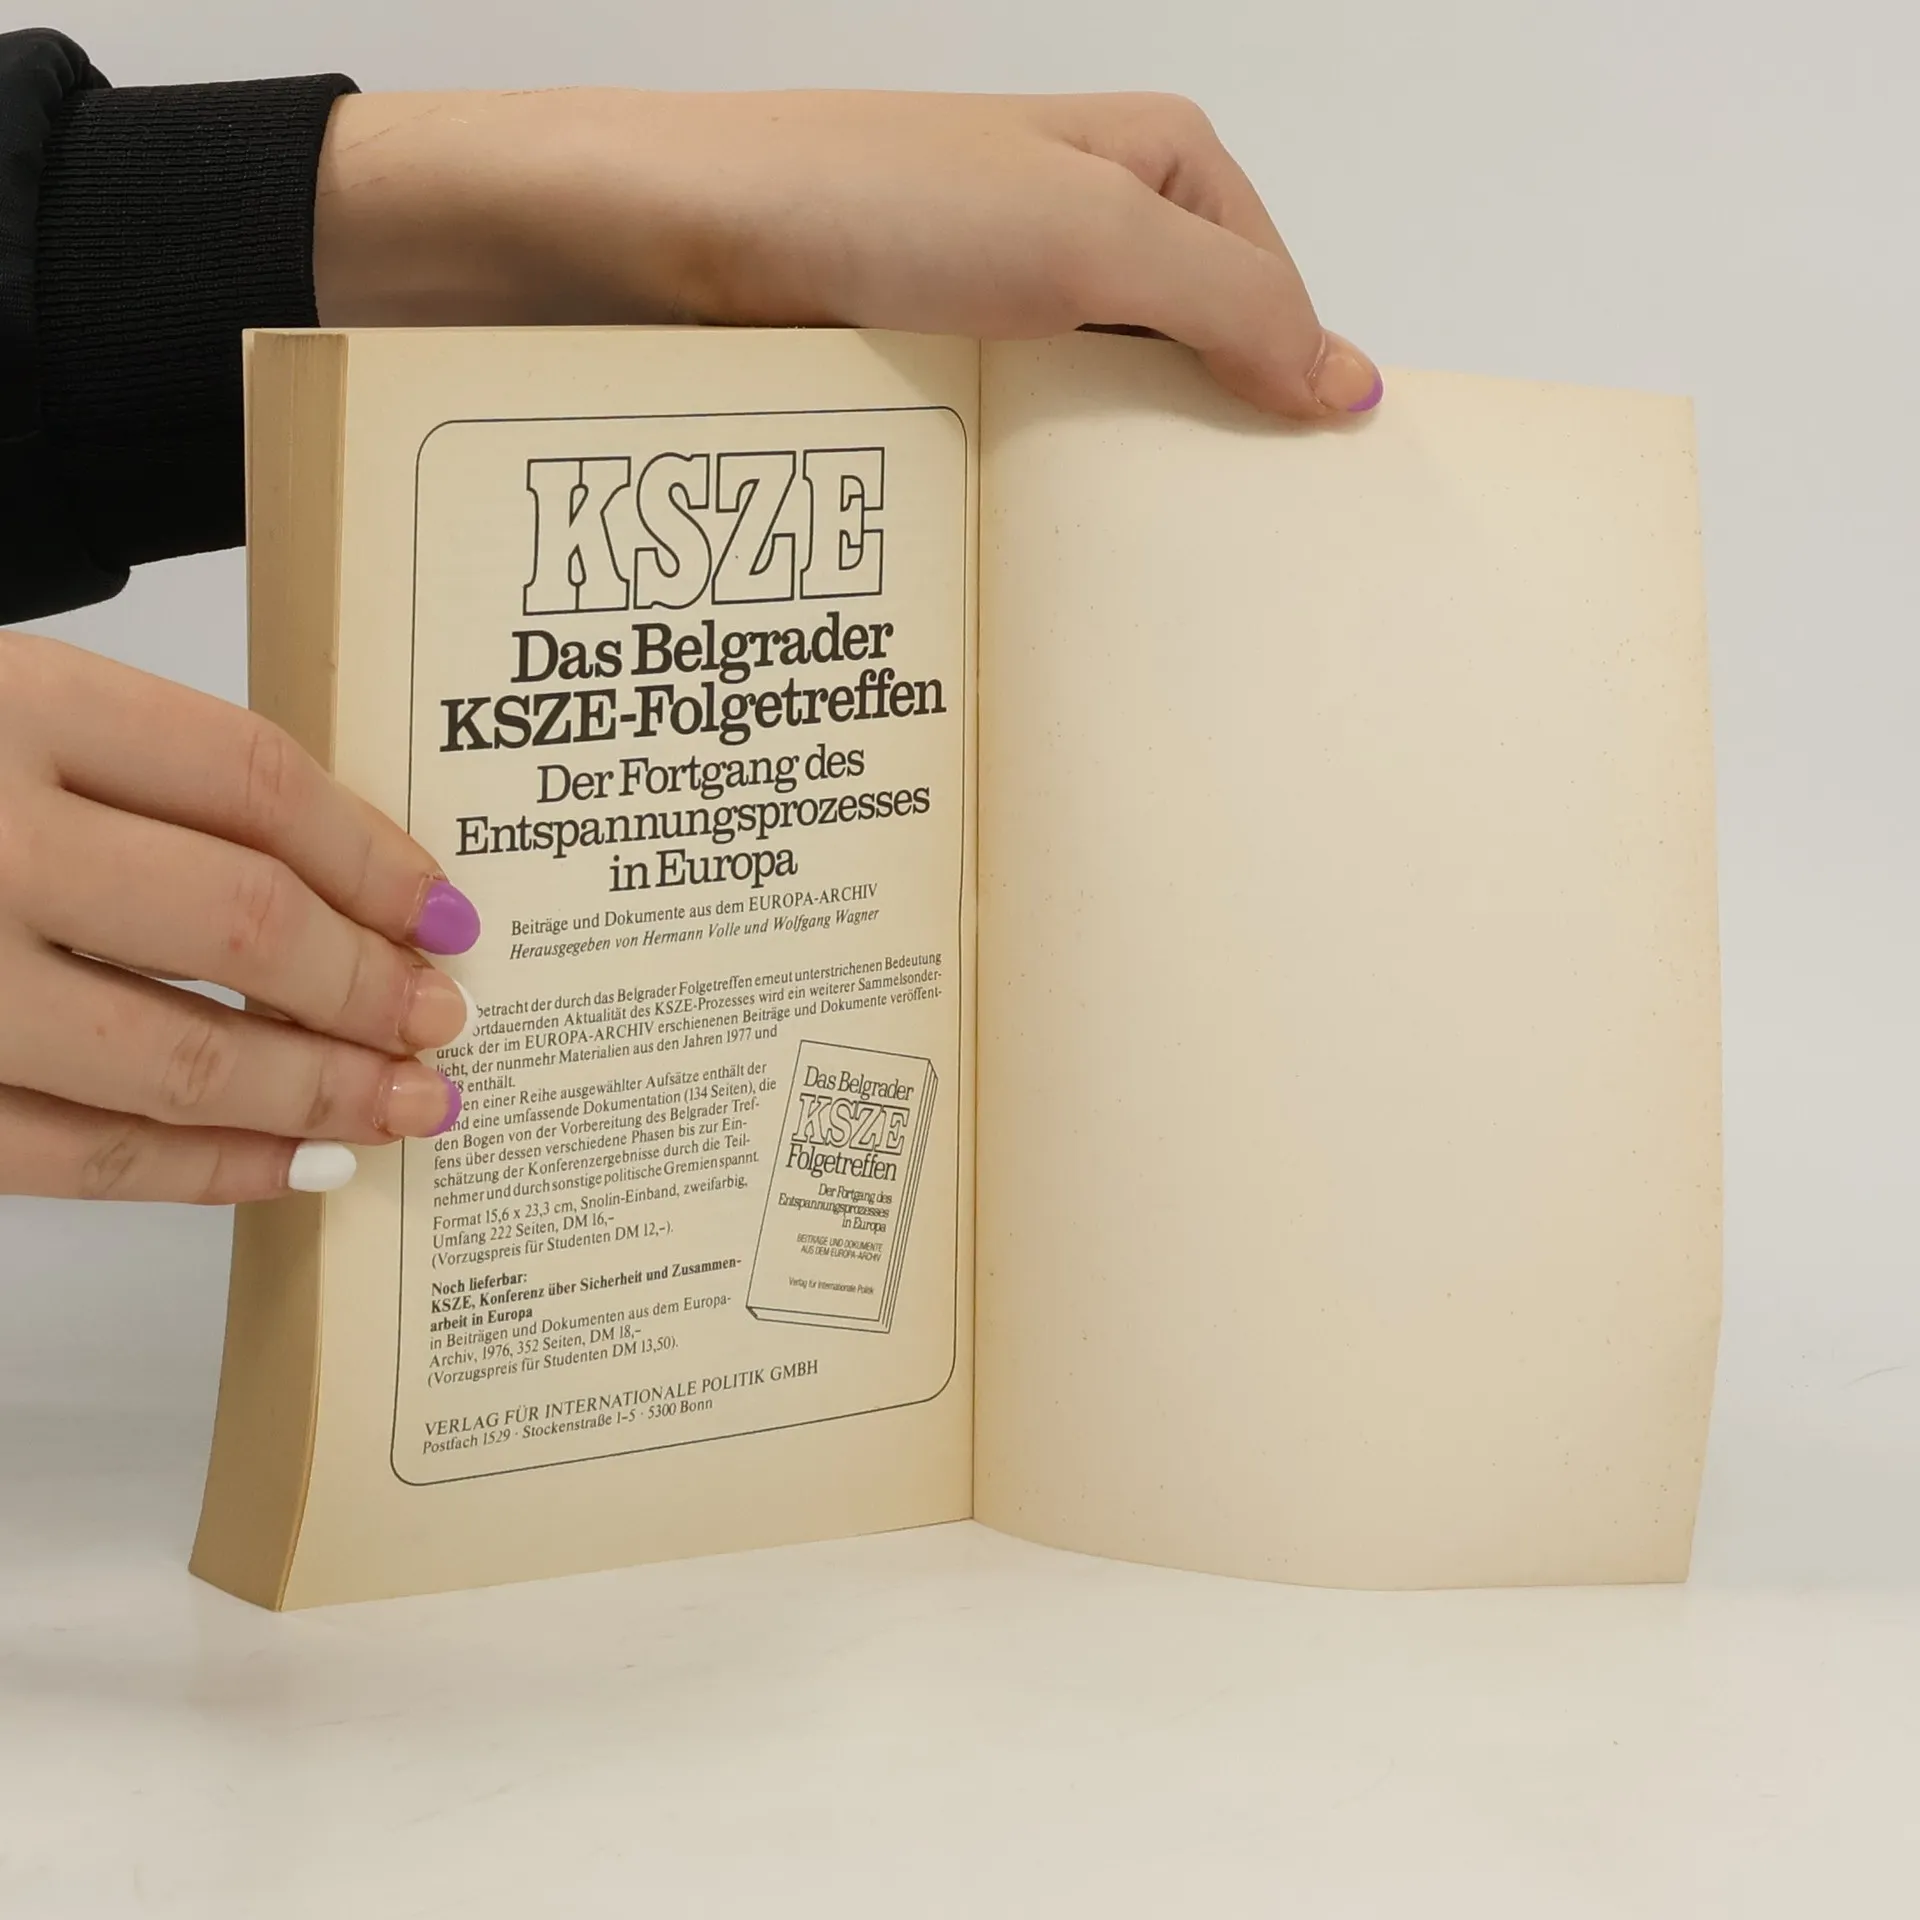 KSZE
Das Belgrader
KSZE-Folgetreffen
Der Fortgang des
Entspannungsprozesses
in Europa
Beiträge und Dokumente aus dem EUROPA-ARCHIV
Herausgegeben von Hermann Volle und Wolfgang Wagner
betracht der durch das Belgrader Folgetreffen erneut unterstrichenen Bedeutung
ortdauernden Aktualität des KSZE-Prozesses wird ein weiterer Sammelsonder-
druck der im EUROPA-ARCHIV erschienenen Beiträge und Dokumente veröffent-
licht, der nunmehr Materialien aus den Jahren 1977 und
8 enthält.
en einer Reihe ausgewählter Aufsätze enthält der
nd eine umfassende Dokumentation (134 Seiten), die
den Bogen von der Vorbereitung des Belgrader Tref-
fens über dessen verschiedene Phasen bis zur Ein-
schätzung der Konferenzergebnisse durch die Teil-
nehmer und durch sonstige politische Gremien spannt.
Format 15,6 x 23,3 cm, Snolin-Einband, zweifarbig,
Umfang 222 Seiten, DM 16,–
(Vorzugspreis für Studenten DM 12,–).
Noch lieferbar:
KSZE, Konferenz über Sicherheit und Zusammen-
arbeit in Europa
in Beiträgen und Dokumenten aus dem Europa-
Archiv, 1976, 352 Seiten, DM 18,–
(Vorzugspreis für Studenten DM 13,50).
VERLAG FÜR INTERNATIONALE POLITIK GMBH
Postfach 1529 · Stockenstraße 1–5 · 5300 Bonn
Das Belgrader
KSZE
Folgetreffen
Der Fortgang des
Entspannungsprozesses
in Europa
BEITRÄGE UND DOKUMENTE
AUS DEM EUROPA-ARCHIV
Verlag für Internationale Politik